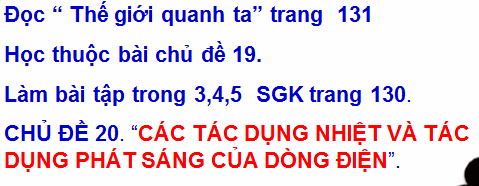 Đọc “ Thế giới quanh ta” trang 131
Học thuộc bài chủ đề 19.
Làm bài tập trong 3,4,5 SGK trang 130.
CHỦ ĐỀ 20. “CÁC TÁC DỤNG NHIỆT VÀ TÁC
DỤNG PHÁT SÁNG CỦA DÒNG ĐIỆN”.